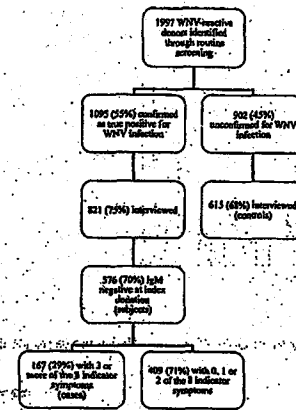 1997 WNV-reactive
donors identified
through routine
screening
1095 (55%) confirmed
as true positive for
WNV infection
902 (45%)
unconfirmed for WNV
infection
821 (75%) interviewed
615 (68%) interviewed
(controls)
576 (70%) IgM
negative at index
donation
(subjects)
167 (29%) with 3 or
more of the 8 indicator
symptoms
(cases)
409 (71%) with 0, 1 or
2 of the 8 indicator
symptoms